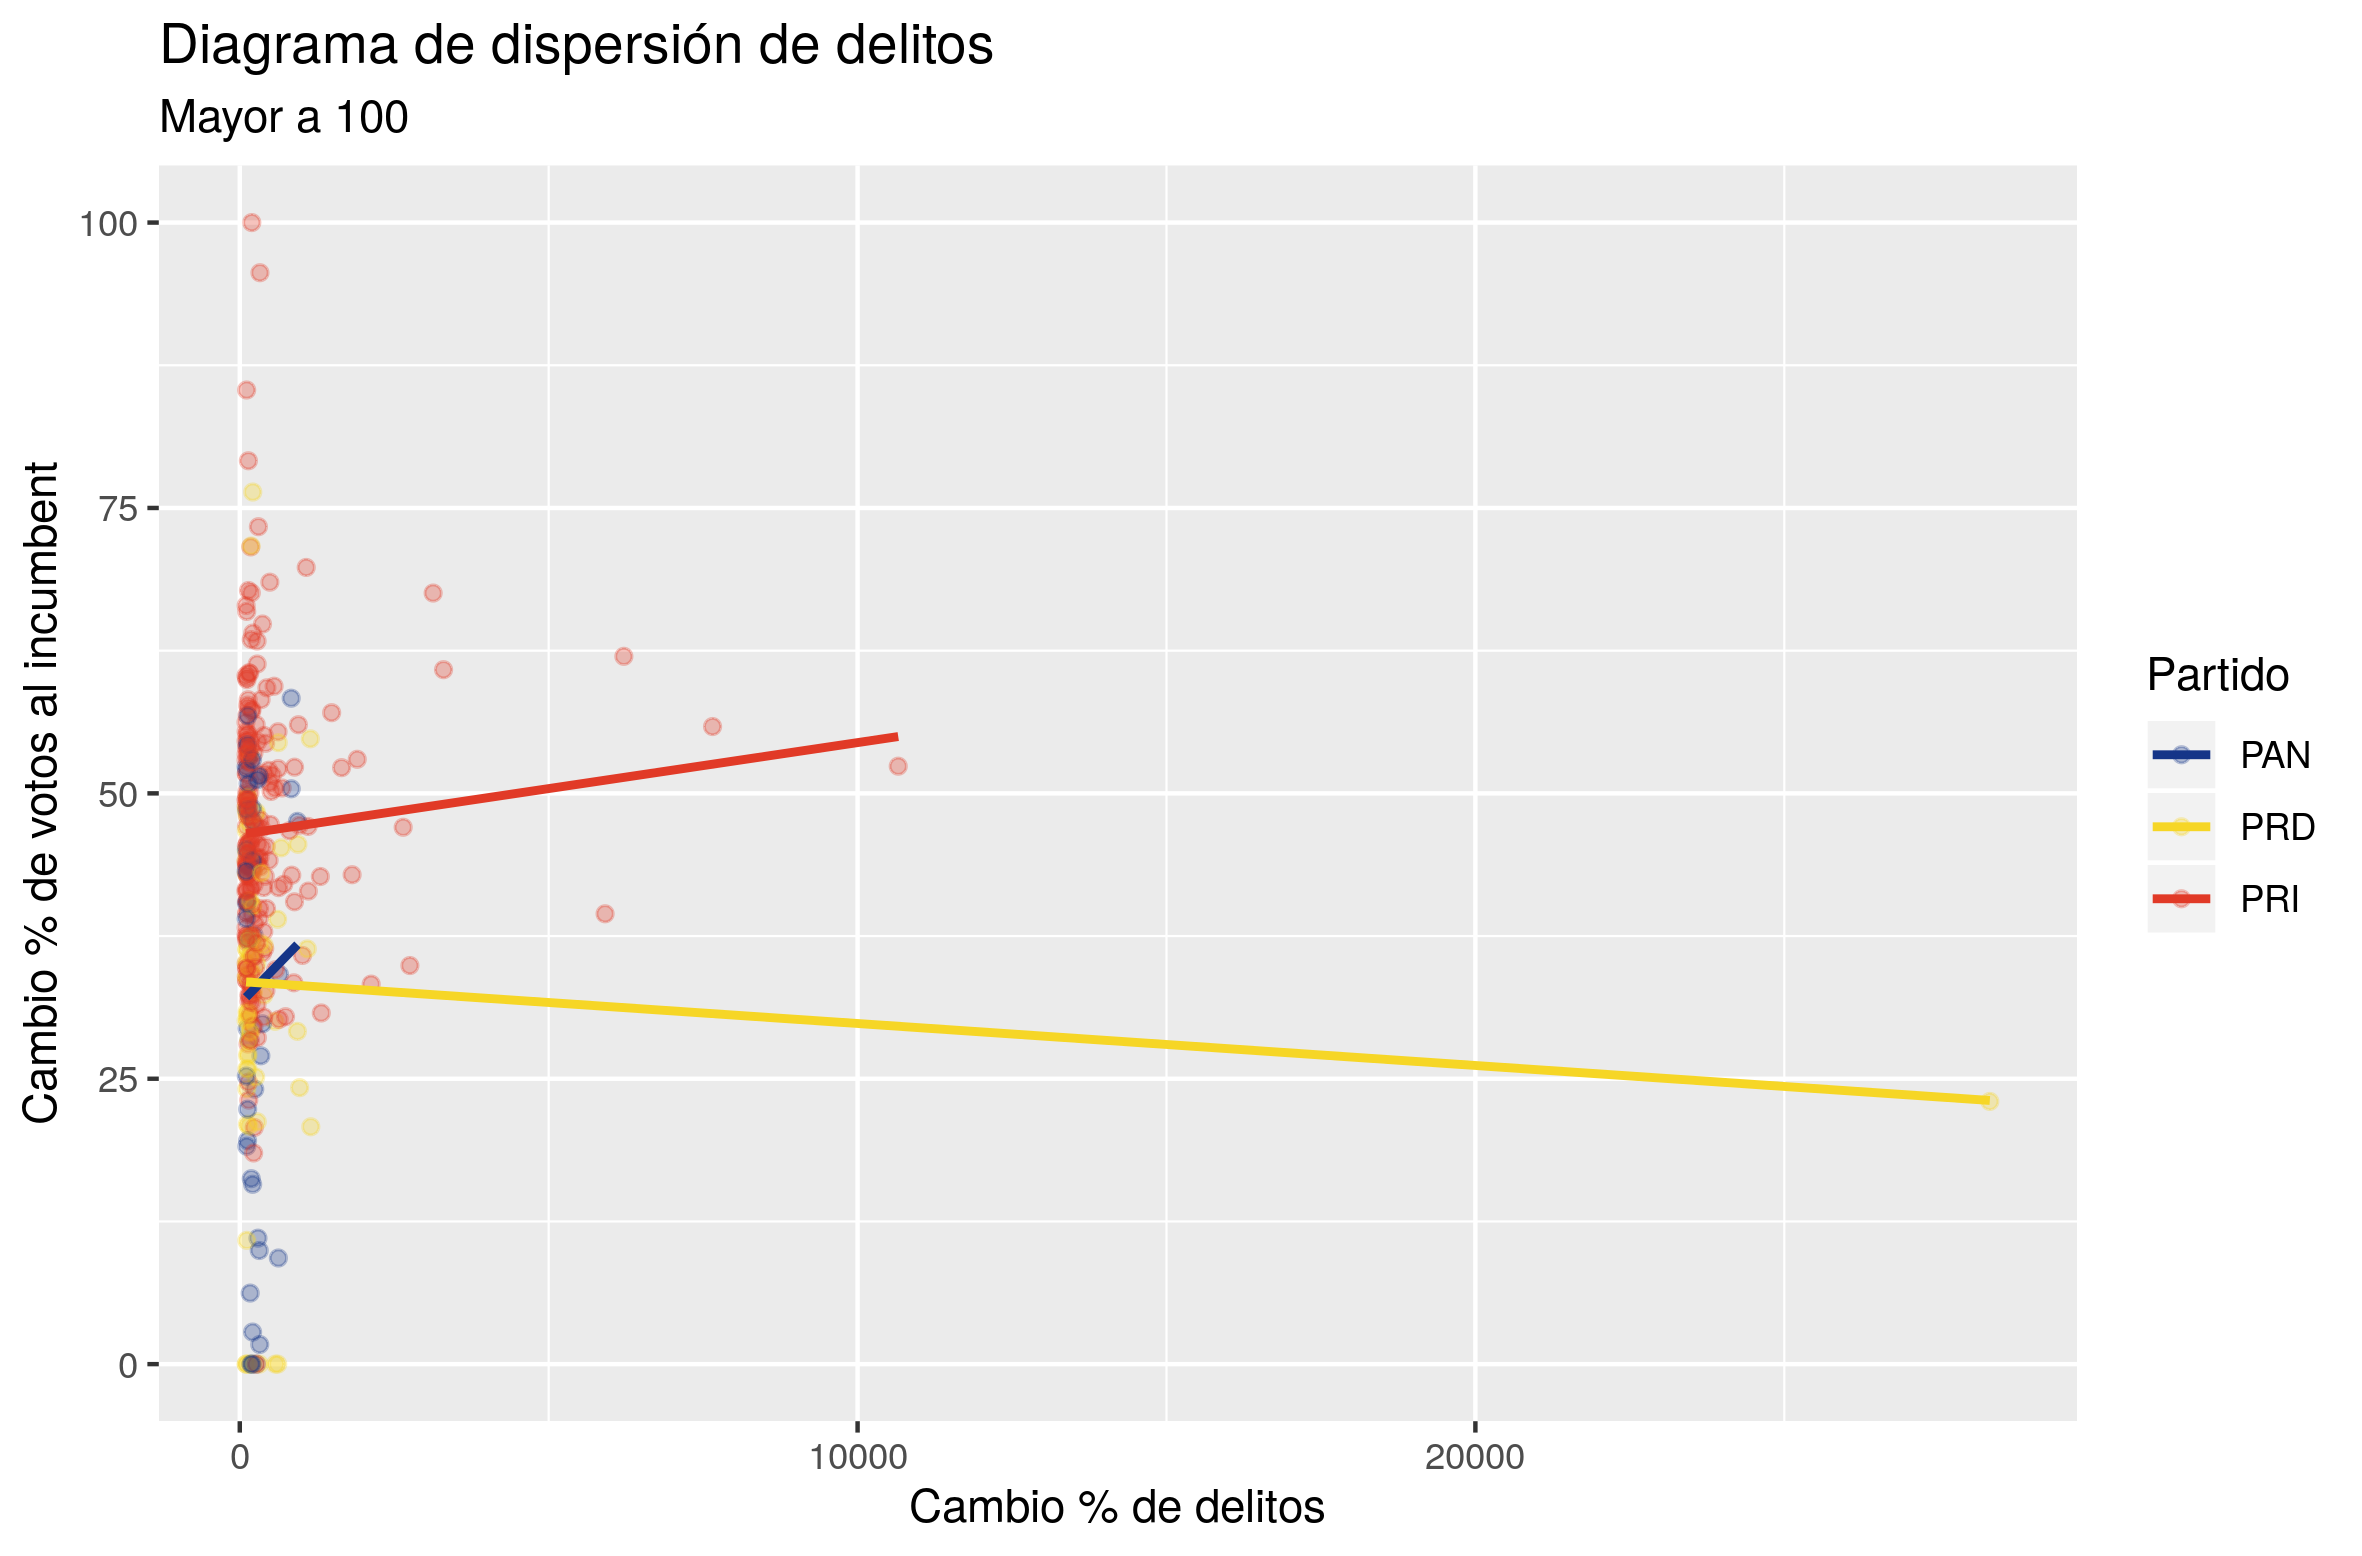 Diagrama de dispersión de delitos
Mayor a 100
Cambio % de votos al incumbent
100
75
50
25
0
0
10000
20000
Cambio % de delitos
Partido
PAN
PRD
PRI